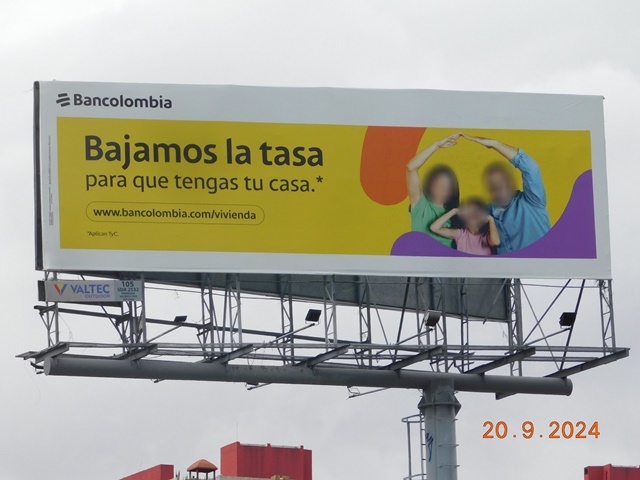 Bancolombia
Bajamos la tasa
para que tengas tu casa.*
www.bancolombia.com/vivienda
*Aplican TyC.
VALTEC
OUTDOOR
105
20.9.2024